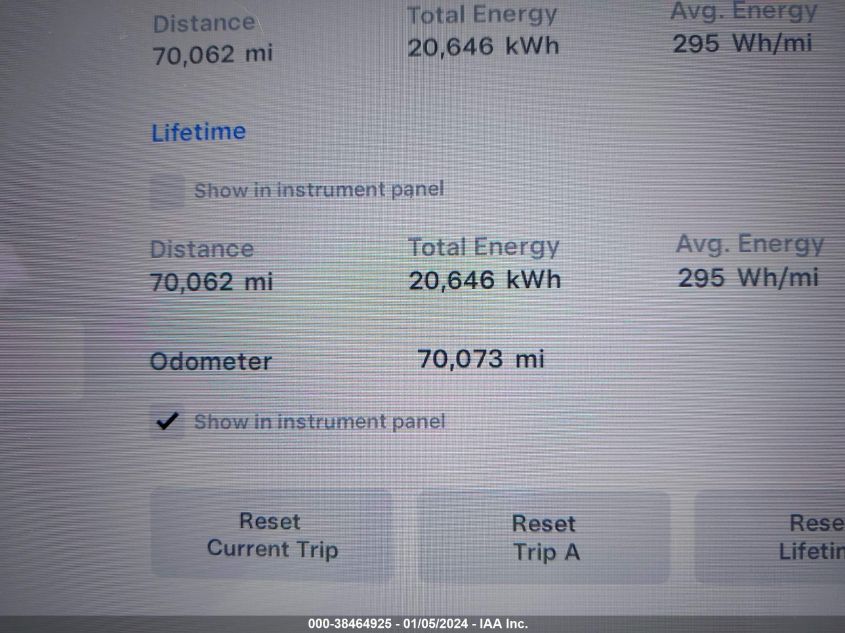 Distance Total Energy Avg. Energy
70,062 mi 20,646 kWh 295 Wh/mi
Lifetime
Show in instrument panel
Distance Total Energy Avg. Energy
70,062 mi 20,646 kWh 295 Wh/mi
Odometer 70,073 mi
Show in instrument panel
Reset Reset Rese
Current Trip Trip A Lifetin
000-38464925 - 01/05/2024 - IAA Inc.